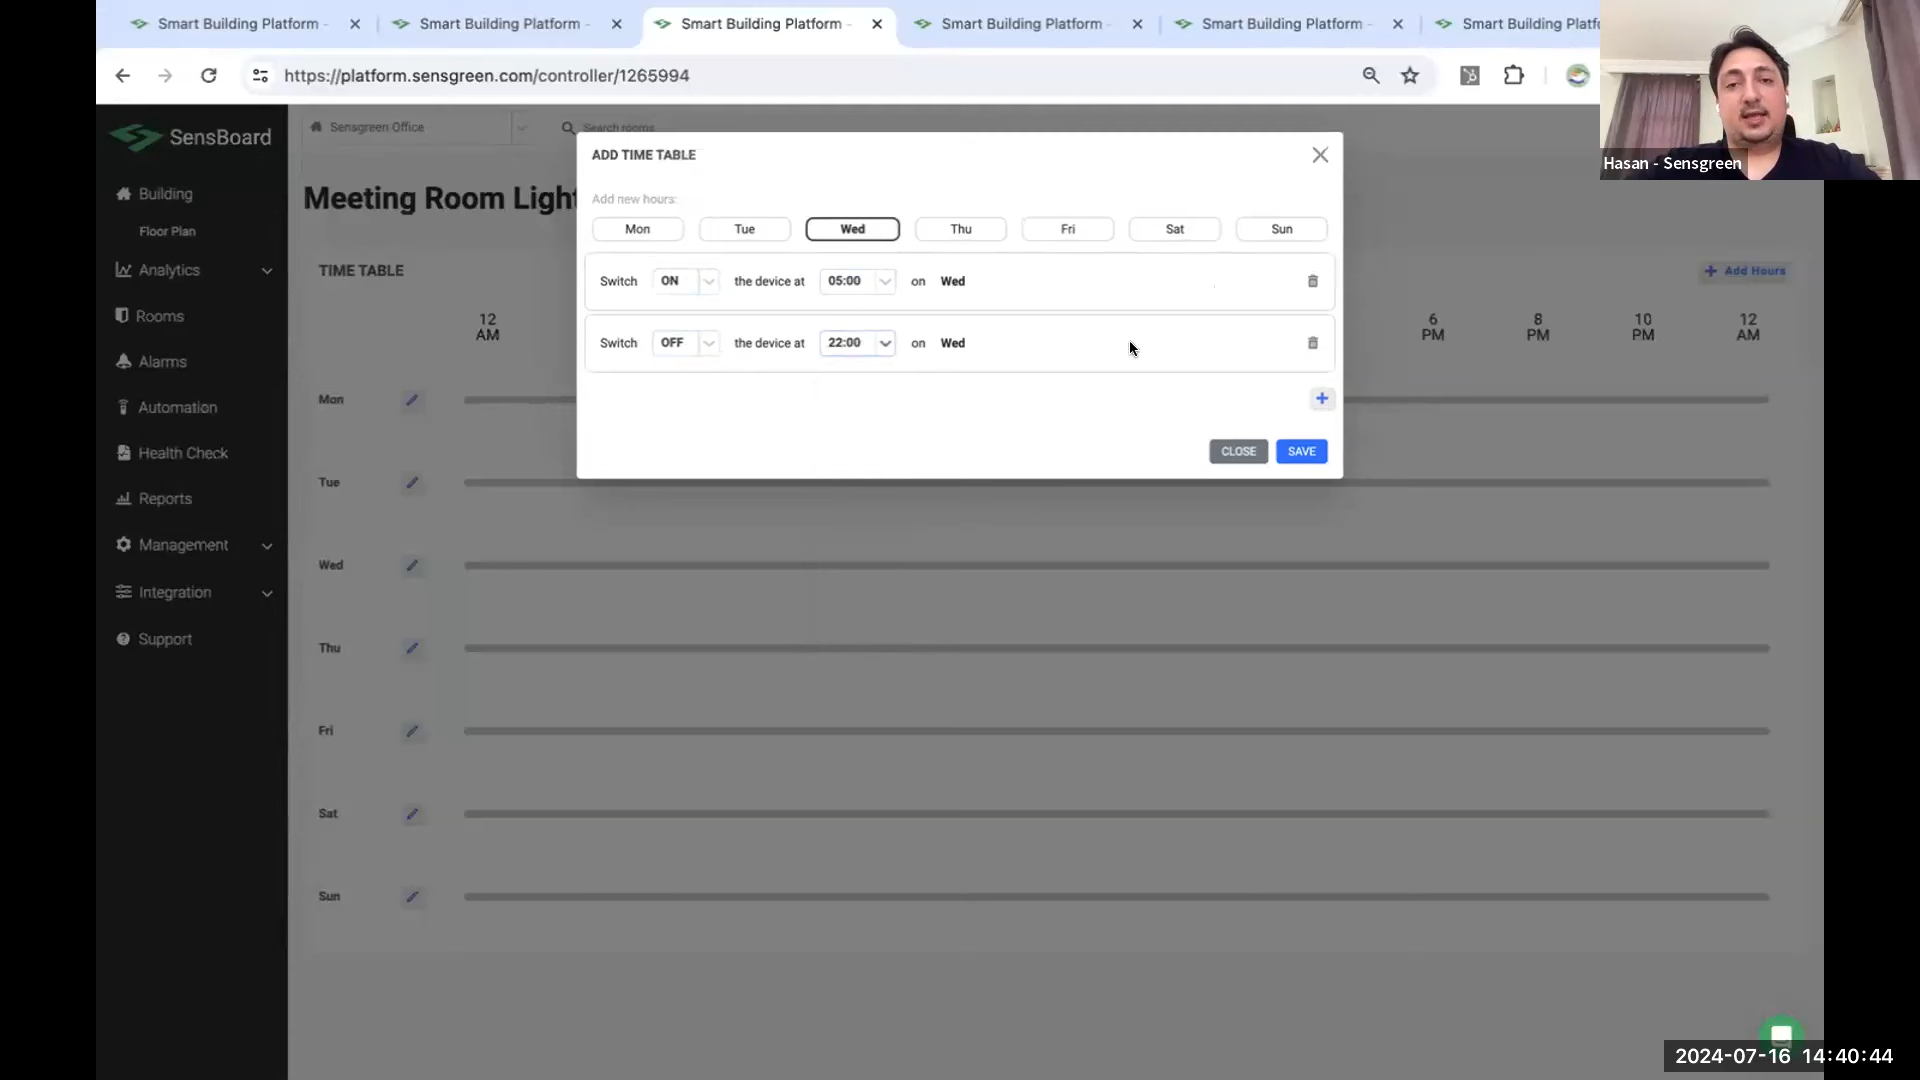 Smart Building Platform -
Smart Building Platform -
Smart Building Platform -
Smart Building Platform -
Smart Building Platform -
Smart Building Platf
https://platform.sensgreen.com/controller/1265994
Hasan - Sensgreen
SensBoard
Sensgreen Office
Search rooms
Building
Floor Plan
Analytics
Rooms
Alarms
Automation
Health Check
Reports
Management
Integration
Support
Meeting Room Light
TIME TABLE
+ Add Hours
12 AM
6 PM
8 PM
10 PM
12 AM
Mon
Tue
Wed
Thu
Fri
Sat
Sun
ADD TIME TABLE
Add new hours:
Mon Tue Wed Thu Fri Sat Sun
Switch ON the device at 05:00 on Wed
Switch OFF the device at 22:00 on Wed
+
CLOSE SAVE
2024-07-16 14:40:44